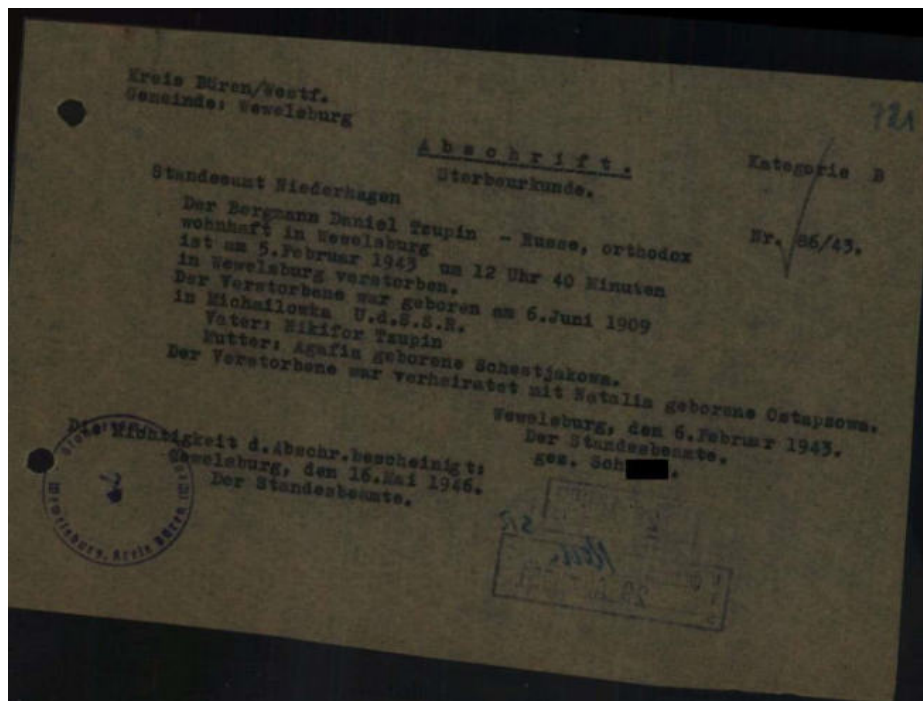 Kreis Büren/Westf.
Gemeinde: Wewelsburg
721
Abschrift.
Sterbeurkunde.
Kategorie B
Standesamt Niederhagen
Nr. 86/43.
Der Bergmann Daniel Tzupin - Russe, orthodox
wohnhaft in Wewelsburg
ist am 5.Februar 1943 um 12 Uhr 40 Minuten
in Wewelsburg verstorben.
Der Verstorbene war geboren am 6.Juni 1909
in Michailowka U.d.S.S.R.
Vater: Nikifor Tzupin
Mutter: Agafia geborene Schestjakowa.
Der Verstorbene war verheiratet mit Natalia geborene Ostapzowa.
Wewelsburg, den 6.Februar 1943.
Der Standesbeamte.
gez. Sch
Die Richtigkeit d.Abschr.bescheinigt:
Wewelsburg, den 16.Mai 1946.
Der Standesbeamte.
Wewelsburg, Kreis Büren